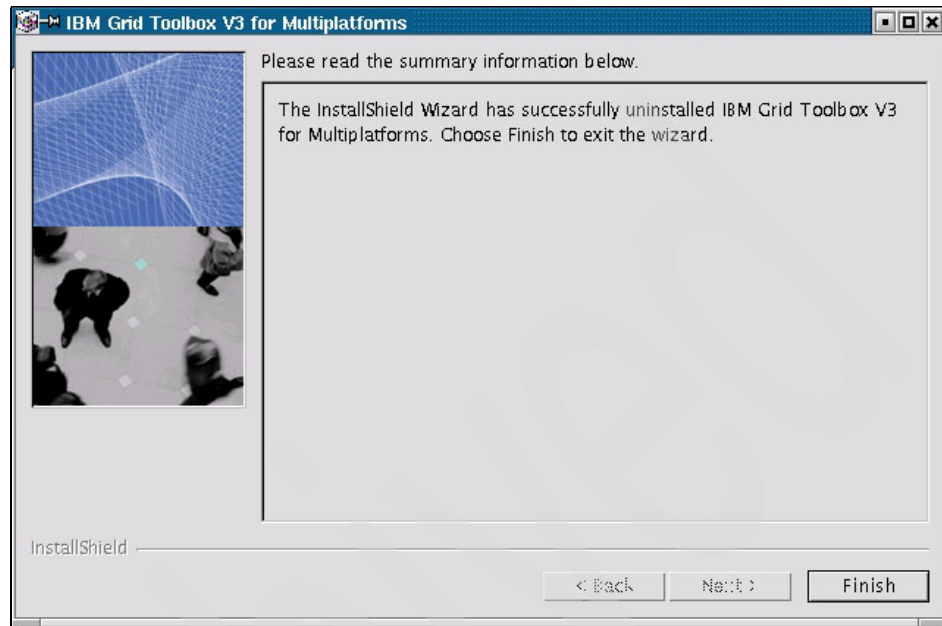 IBM Grid Toolbox V3 for Multiplatforms
Please read the summary information below.
The InstallShield Wizard has successfully uninstalled IBM Grid Toolbox V3
for Multiplatforms. Choose Finish to exit the wizard.
InstallShield
< Back
Next >
Finish